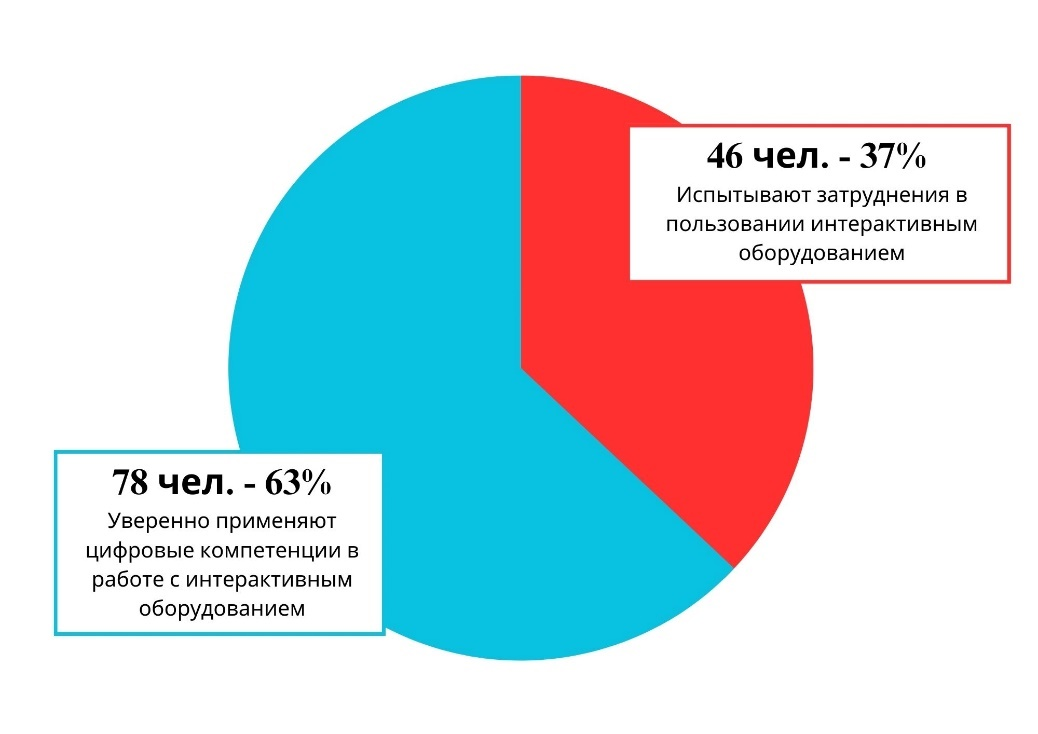 46 чел. - 37%
Испытывают затруднения в
пользовании интерактивным
оборудованием
78 чел. - 63%
Уверенно применяют
цифровые компетенции в
работе с интерактивным
оборудованием